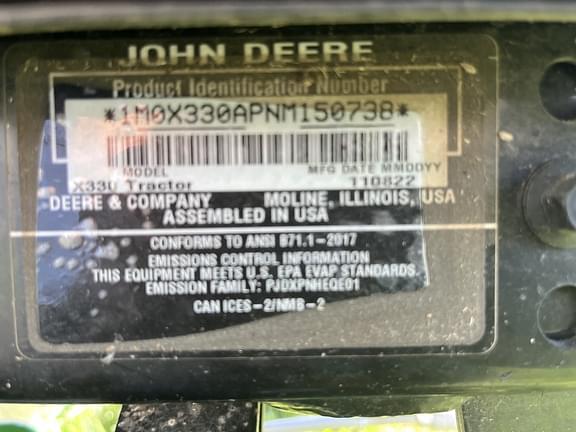 JOHN DEERE
Product Identification Number
*1M0X330APNM150738*
MODEL MFG DATE MMDDYY
X330 Tractor 110822
DEERE & COMPANY MOLINE, ILLINOIS, USA
ASSEMBLED IN USA
CONFORMS TO ANSI B71.1-2017
EMISSIONS CONTROL INFORMATION
THIS EQUIPMENT MEETS U.S. EPA EVAP STANDARDS.
EMISSION FAMILY: PJDXPNHEQE01
CAN ICES-2/NMB-2